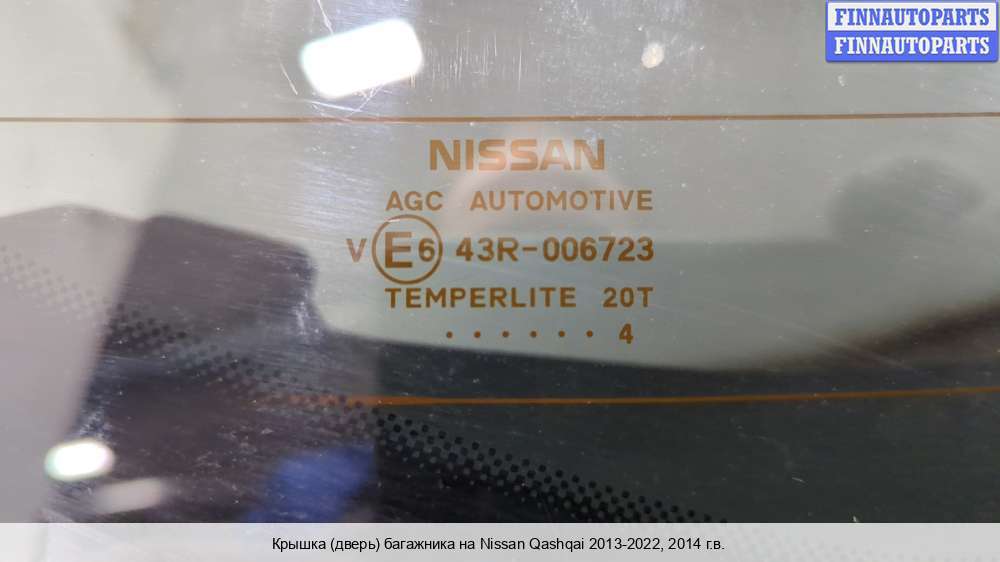 FINNAUTOPARTS
FINNAUTOPARTS
NISSAN
AGC AUTOMOTIVE
V E6 43R-006723
TEMPERLITE 20T
. . . . . . 4
Крышка (дверь) багажника на Nissan Qashqai 2013-2022, 2014 г.в.